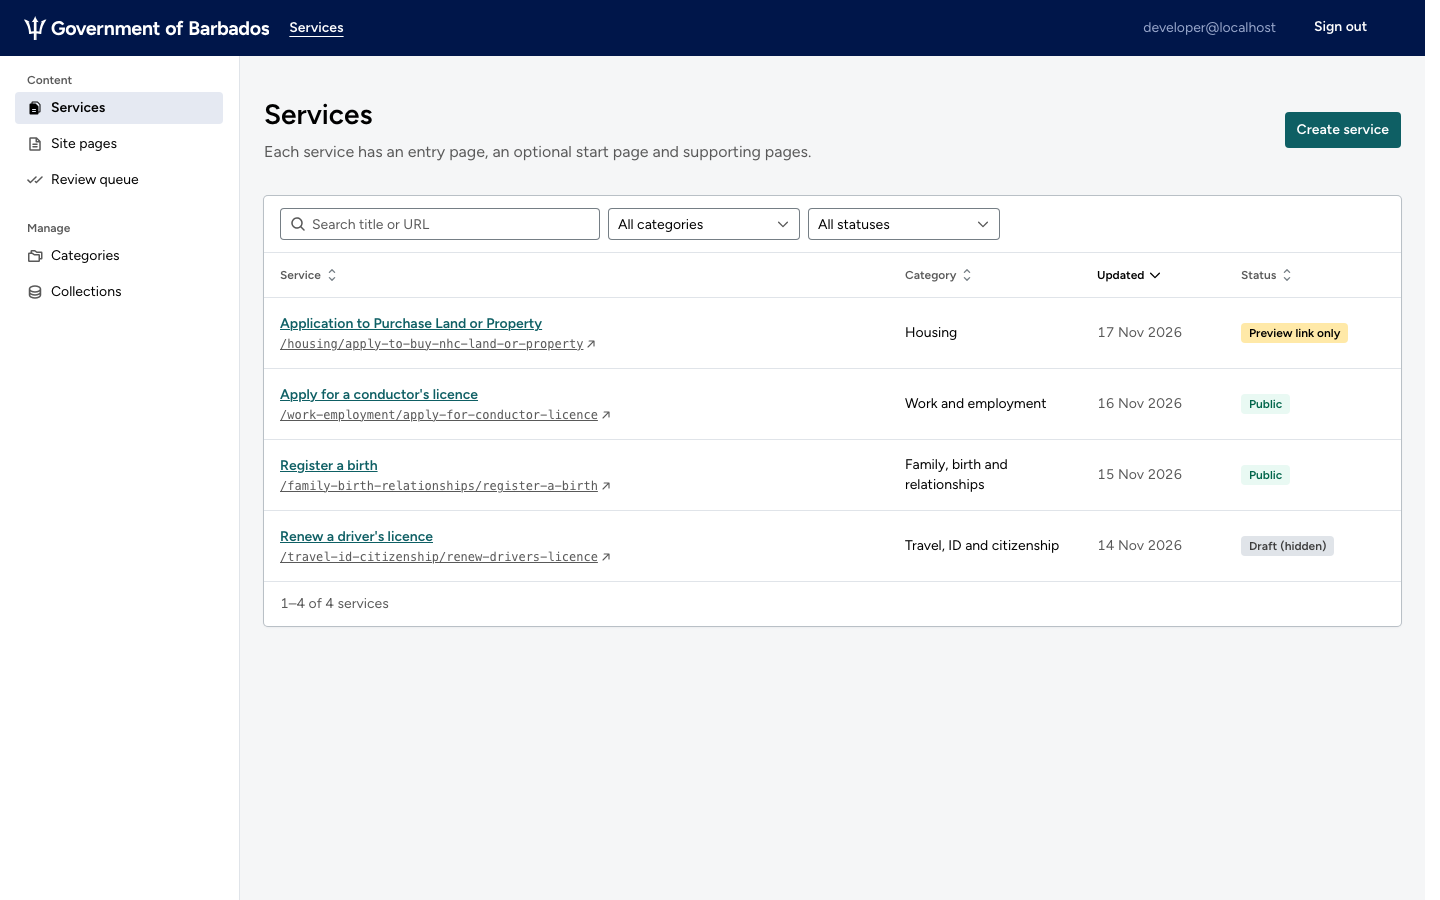 Government of Barbados
Services
developer@localhost
Sign out
Content
Services
Site pages
Review queue
Manage
Categories
Collections
Services
Each service has an entry page, an optional start page and supporting pages.
Create service
Search title or URL
All categories
All statuses
Service
Category
Updated
Status
Application to Purchase Land or Property
/housing/apply-to-buy-nhc-land-or-property
Housing
17 Nov 2026
Preview link only
Apply for a conductor's licence
/work-employment/apply-for-conductor-licence
Work and employment
16 Nov 2026
Public
Register a birth
/family-birth-relationships/register-a-birth
Family, birth and
relationships
15 Nov 2026
Public
Renew a driver's licence
/travel-id-citizenship/renew-drivers-licence
Travel, ID and citizenship
14 Nov 2026
Draft (hidden)
1–4 of 4 services